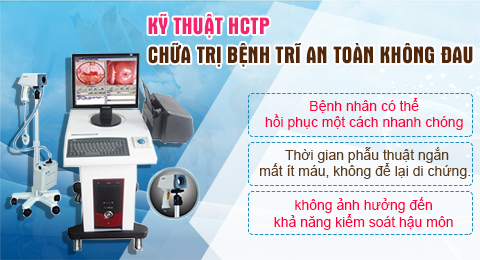 KỸ THUẬT HCTP
CHỮA TRỊ BỆNH TRĨ AN TOÀN KHÔNG ĐAU
Bệnh nhân có thể
hồi phục một cách nhanh chóng
Thời gian phẫu thuật ngắn
mất ít máu, không để lại di chứng.
không ảnh hưởng đến
khả năng kiểm soát hậu môn